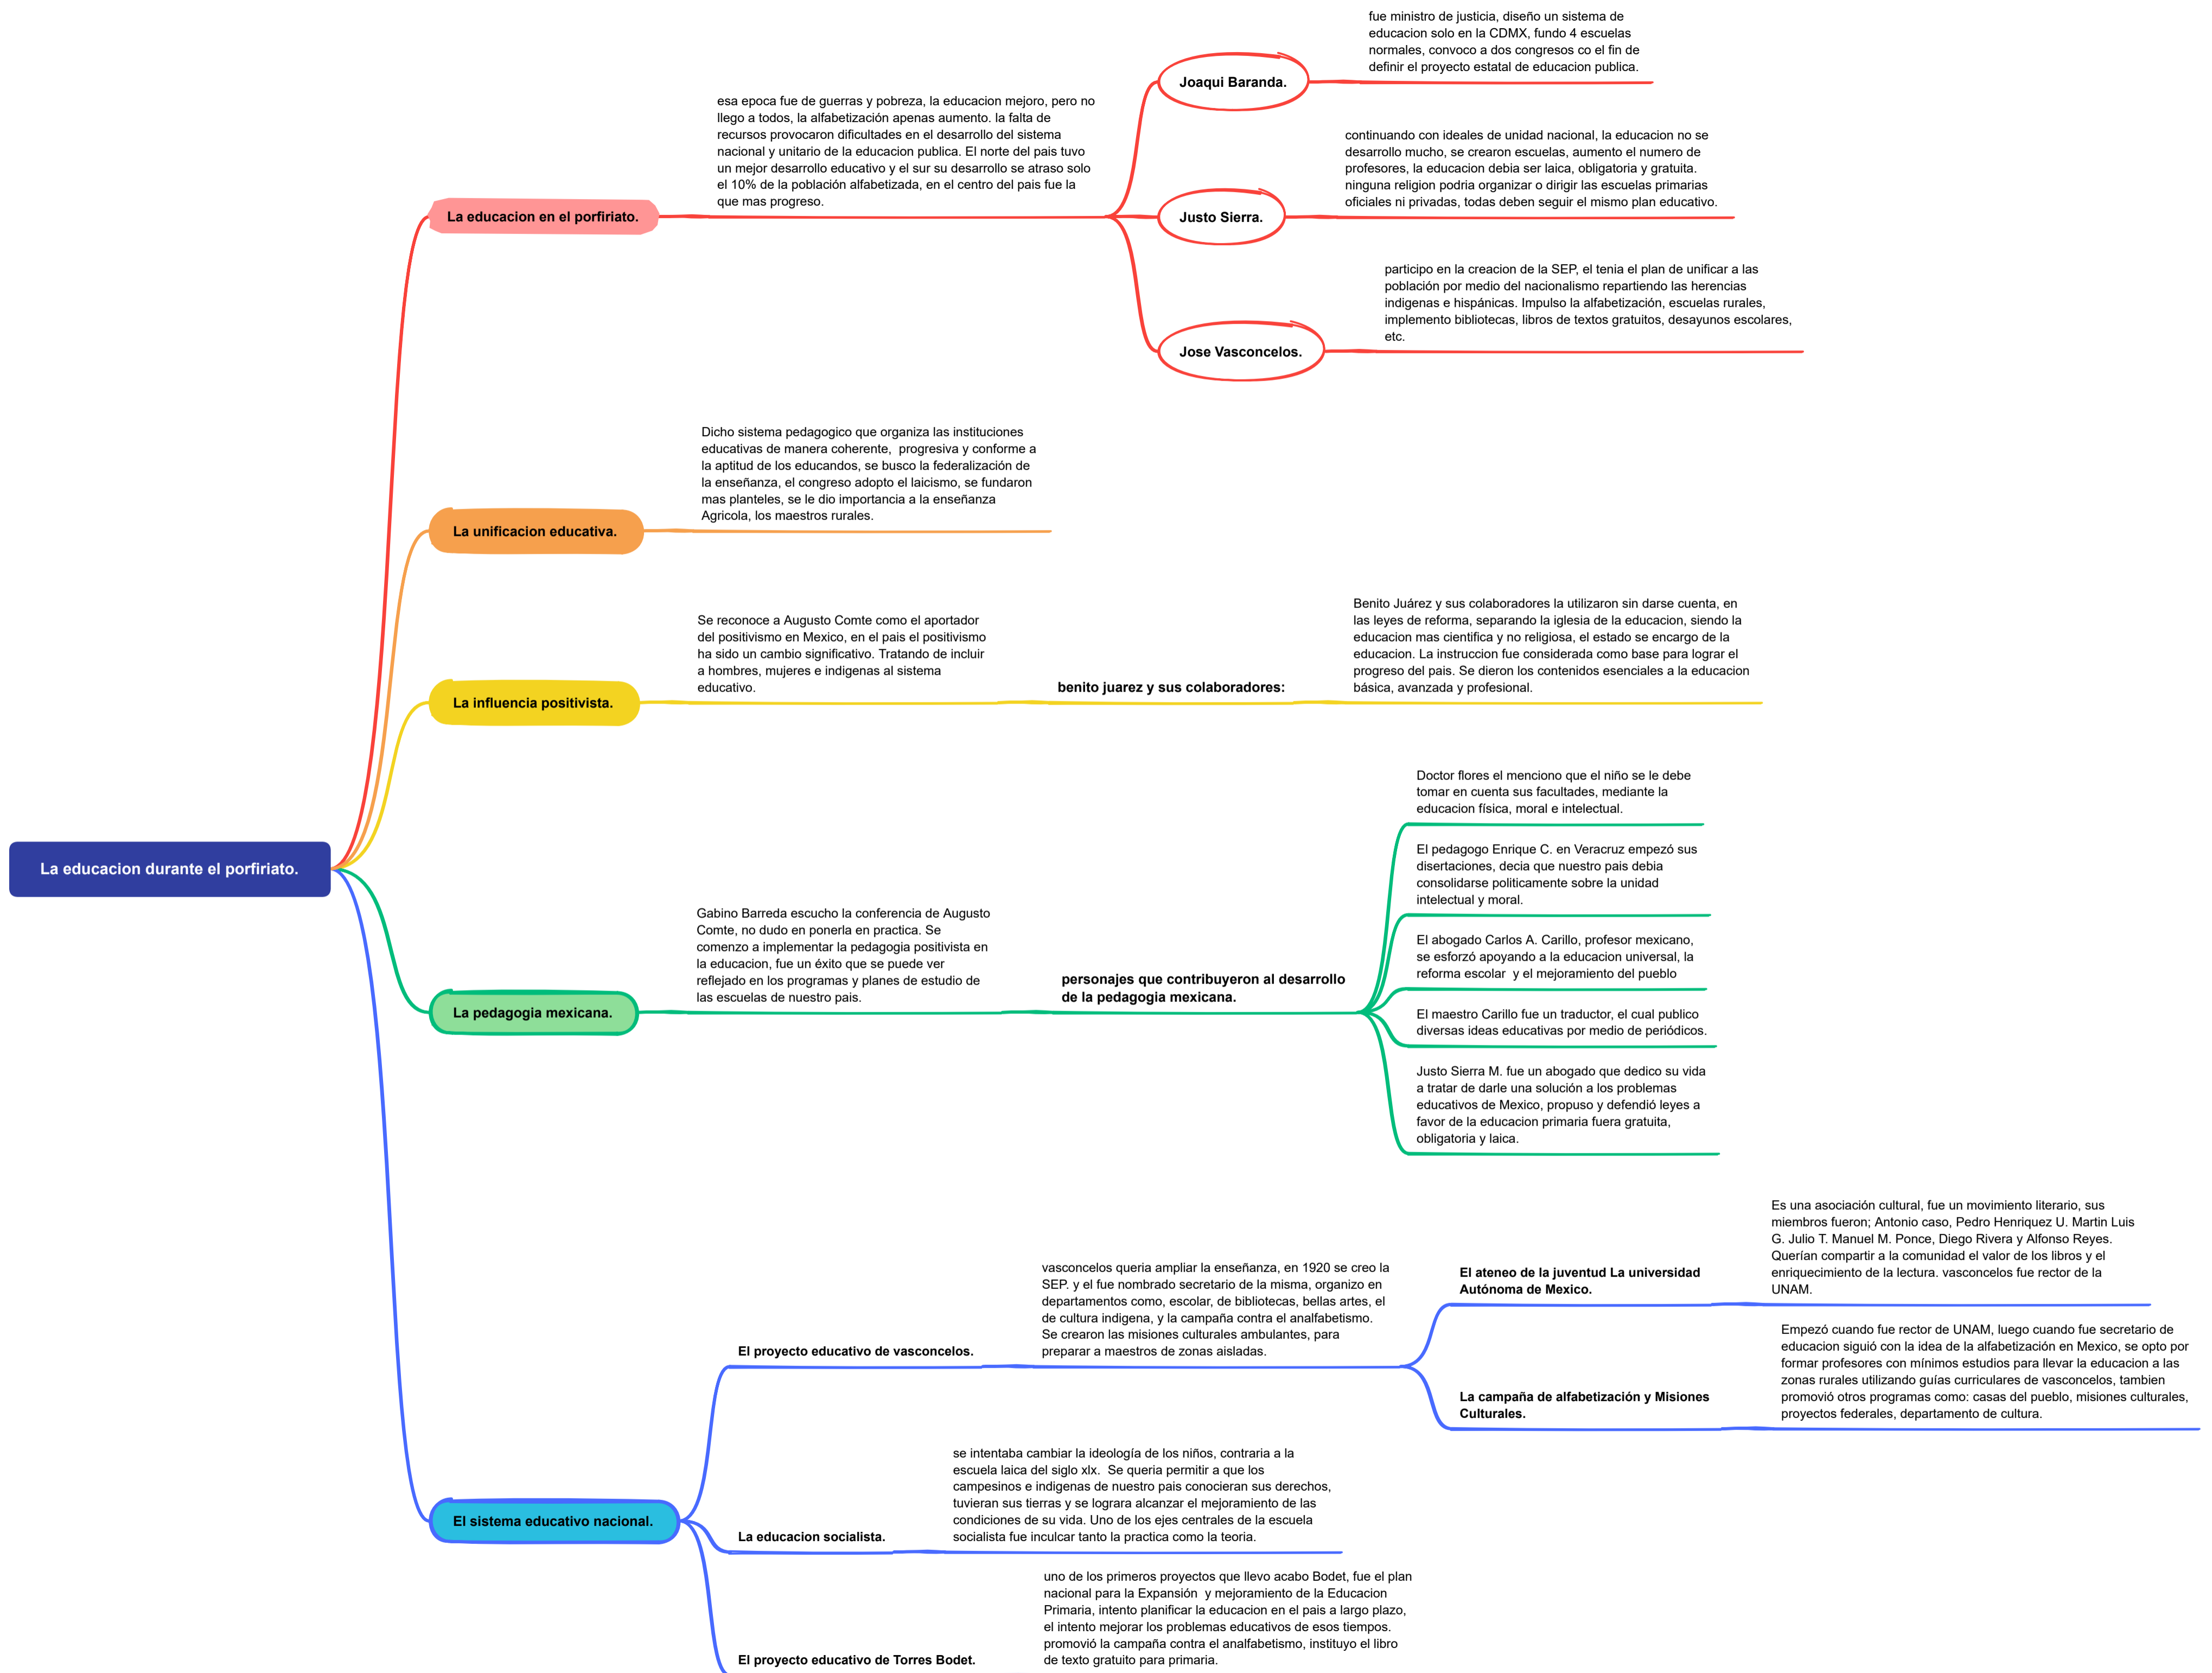 La educacion durante el porfiriato.
La educacion en el porfiriato.
esa epoca fue de guerras y pobreza, la educacion mejoro, pero no
llego a todos, la alfabetización apenas aumento. la falta de
recursos provocaron dificultades en el desarrollo del sistema
nacional y unitario de la educacion publica. El norte del pais tuvo
un mejor desarrollo educativo y el sur su desarrollo se atraso solo
el 10% de la población alfabetizada, en el centro del pais fue la
que mas progreso.
Joaqui Baranda.
fue ministro de justicia, diseño un sistema de
educacion solo en la CDMX, fundo 4 escuelas
normales, convoco a dos congresos co el fin de
definir el proyecto estatal de educacion publica.
Justo Sierra.
continuando con ideales de unidad nacional, la educacion no se
desarrollo mucho, se crearon escuelas, aumento el numero de
profesores, la educacion debia ser laica, obligatoria y gratuita.
ninguna religion podria organizar o dirigir las escuelas primarias
oficiales ni privadas, todas deben seguir el mismo plan educativo.
Jose Vasconcelos.
participo en la creacion de la SEP, el tenia el plan de unificar a las
población por medio del nacionalismo repartiendo las herencias
indigenas e hispánicas. Impulso la alfabetización, escuelas rurales,
implemento bibliotecas, libros de textos gratuitos, desayunos escolares,
etc.
La unificacion educativa.
Dicho sistema pedagogico que organiza las instituciones
educativas de manera coherente,  progresiva y conforme a
la aptitud de los educandos, se busco la federalización de
la enseñanza, el congreso adopto el laicismo, se fundaron
mas planteles, se le dio importancia a la enseñanza
Agricola, los maestros rurales.
La influencia positivista.
Se reconoce a Augusto Comte como el aportador
del positivismo en Mexico, en el pais el positivismo
ha sido un cambio significativo. Tratando de incluir
a hombres, mujeres e indigenas al sistema
educativo.
benito juarez y sus colaboradores:
Benito Juárez y sus colaboradores la utilizaron sin darse cuenta, en
las leyes de reforma, separando la iglesia de la educacion, siendo la
educacion mas cientifica y no religiosa, el estado se encargo de la
educacion. La instruccion fue considerada como base para lograr el
progreso del pais. Se dieron los contenidos esenciales a la educacion
básica, avanzada y profesional.
La pedagogia mexicana.
Gabino Barreda escucho la conferencia de Augusto
Comte, no dudo en ponerla en practica. Se
comenzo a implementar la pedagogia positivista en
la educacion, fue un éxito que se puede ver
reflejado en los programas y planes de estudio de
las escuelas de nuestro pais.
personajes que contribuyeron al desarrollo
de la pedagogia mexicana.
Doctor flores el menciono que el niño se le debe
tomar en cuenta sus facultades, mediante la
educacion física, moral e intelectual.
El pedagogo Enrique C. en Veracruz empezó sus
disertaciones, decia que nuestro pais debia
consolidarse politicamente sobre la unidad
intelectual y moral.
El abogado Carlos A. Carillo, profesor mexicano,
se esforzó apoyando a la educacion universal, la
reforma escolar  y el mejoramiento del pueblo
El maestro Carillo fue un traductor, el cual publico
diversas ideas educativas por medio de periódicos.
Justo Sierra M. fue un abogado que dedico su vida
a tratar de darle una solución a los problemas
educativos de Mexico, propuso y defendió leyes a
favor de la educacion primaria fuera gratuita,
obligatoria y laica.
El sistema educativo nacional.
El proyecto educativo de vasconcelos.
vasconcelos queria ampliar la enseñanza, en 1920 se creo la
SEP. y el fue nombrado secretario de la misma, organizo en
departamentos como, escolar, de bibliotecas, bellas artes, el
de cultura indigena, y la campaña contra el analfabetismo.
Se crearon las misiones culturales ambulantes, para
preparar a maestros de zonas aisladas.
El ateneo de la juventud La universidad
Autónoma de Mexico.
Es una asociación cultural, fue un movimiento literario, sus
miembros fueron; Antonio caso, Pedro Henriquez U. Martin Luis
G. Julio T. Manuel M. Ponce, Diego Rivera y Alfonso Reyes.
Querían compartir a la comunidad el valor de los libros y el
enriquecimiento de la lectura. vasconcelos fue rector de la
UNAM.
La campaña de alfabetización y Misiones
Culturales.
Empezó cuando fue rector de UNAM, luego cuando fue secretario de
educacion siguió con la idea de la alfabetización en Mexico, se opto por
formar profesores con mínimos estudios para llevar la educacion a las
zonas rurales utilizando guías curriculares de vasconcelos, tambien
promovió otros programas como: casas del pueblo, misiones culturales,
proyectos federales, departamento de cultura.
La educacion socialista.
se intentaba cambiar la ideología de los niños, contraria a la
escuela laica del siglo xlx.  Se queria permitir a que los
campesinos e indigenas de nuestro pais conocieran sus derechos,
tuvieran sus tierras y se lograra alcanzar el mejoramiento de las
condiciones de su vida. Uno de los ejes centrales de la escuela
socialista fue inculcar tanto la practica como la teoria.
El proyecto educativo de Torres Bodet.
uno de los primeros proyectos que llevo acabo Bodet, fue el plan
nacional para la Expansión  y mejoramiento de la Educacion
Primaria, intento planificar la educacion en el pais a largo plazo,
el intento mejorar los problemas educativos de esos tiempos.
promovió la campaña contra el analfabetismo, instituyo el libro
de texto gratuito para primaria.